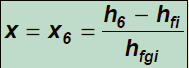 x = x₆ = (h₆ − h_fi) / h_fgi